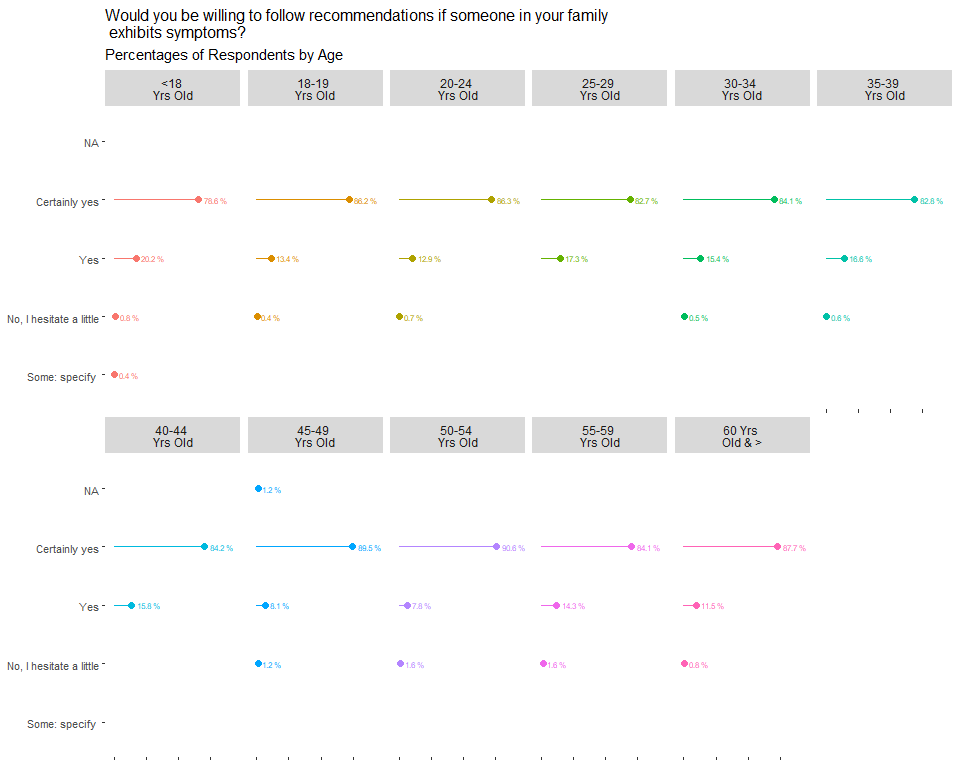 Would you be willing to follow recommendations if someone in your family
exhibits symptoms?
Percentages of Respondents by Age
<18
Yrs Old
18-19
Yrs Old
20-24
Yrs Old
25-29
Yrs Old
30-34
Yrs Old
35-39
Yrs Old
NA
Certainly yes
78.6 %
86.2 %
86.3 %
82.7 %
84.1 %
82.8 %
Yes
20.2 %
13.4 %
12.9 %
17.3 %
15.4 %
16.6 %
No, I hesitate a little
0.8 %
0.4 %
0.7 %
0.5 %
0.6 %
Some: specify
0.4 %
40-44
Yrs Old
45-49
Yrs Old
50-54
Yrs Old
55-59
Yrs Old
60 Yrs
Old & >
NA
1.2 %
Certainly yes
84.2 %
89.5 %
90.6 %
84.1 %
87.7 %
Yes
15.8 %
8.1 %
7.8 %
14.3 %
11.5 %
No, I hesitate a little
1.2 %
1.6 %
1.6 %
0.8 %
Some: specify